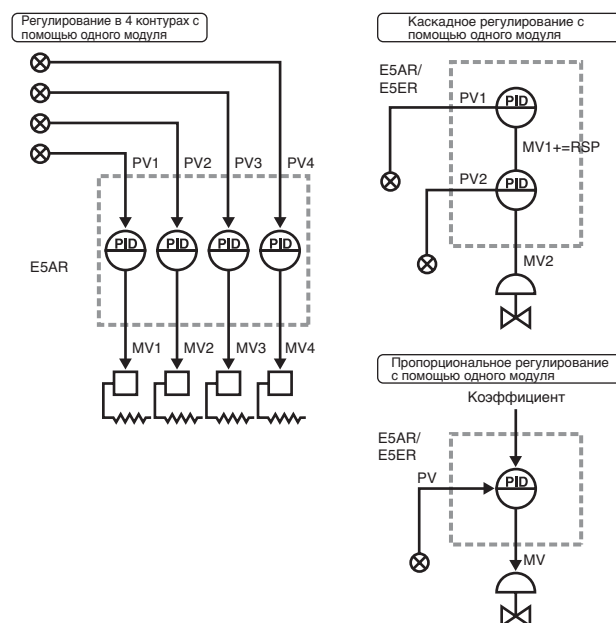 Регулирование в 4 контурах с
помощью одного модуля
PV1 PV2 PV3 PV4
PID PID PID PID
E5AR
MV1 MV2 MV3 MV4
Каскадное регулирование с
помощью одного модуля
E5AR/
E5ER
PV1
PID
MV1+=RSP
PV2
PID
MV2
Пропорциональное регулирование
с помощью одного модуля
Коэффициент
E5AR/
E5ER
PV
PID
MV